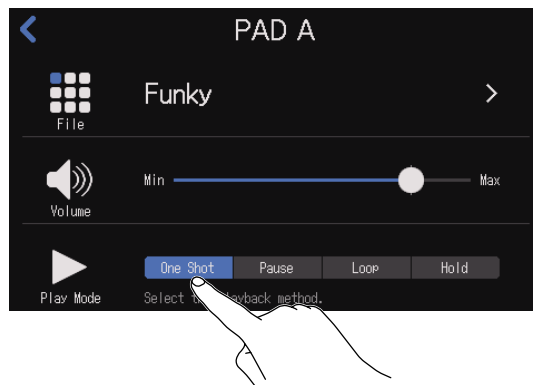 PAD A
Funky
File
Min
Max
Volume
One Shot
Pause
Loop
Hold
Play Mode
Select playback method.